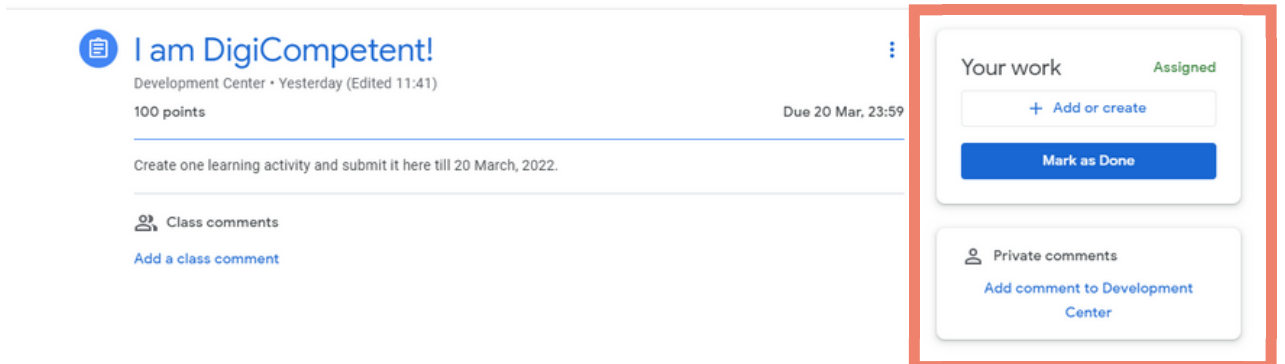 I am DigiCompetent!
Development Center • Yesterday (Edited 11:41)
100 points
Due 20 Mar, 23:59
Create one learning activity and submit it here till 20 March, 2022.
Class comments
Add a class comment
Your work
Assigned
+ Add or create
Mark as Done
Private comments
Add comment to Development
Center